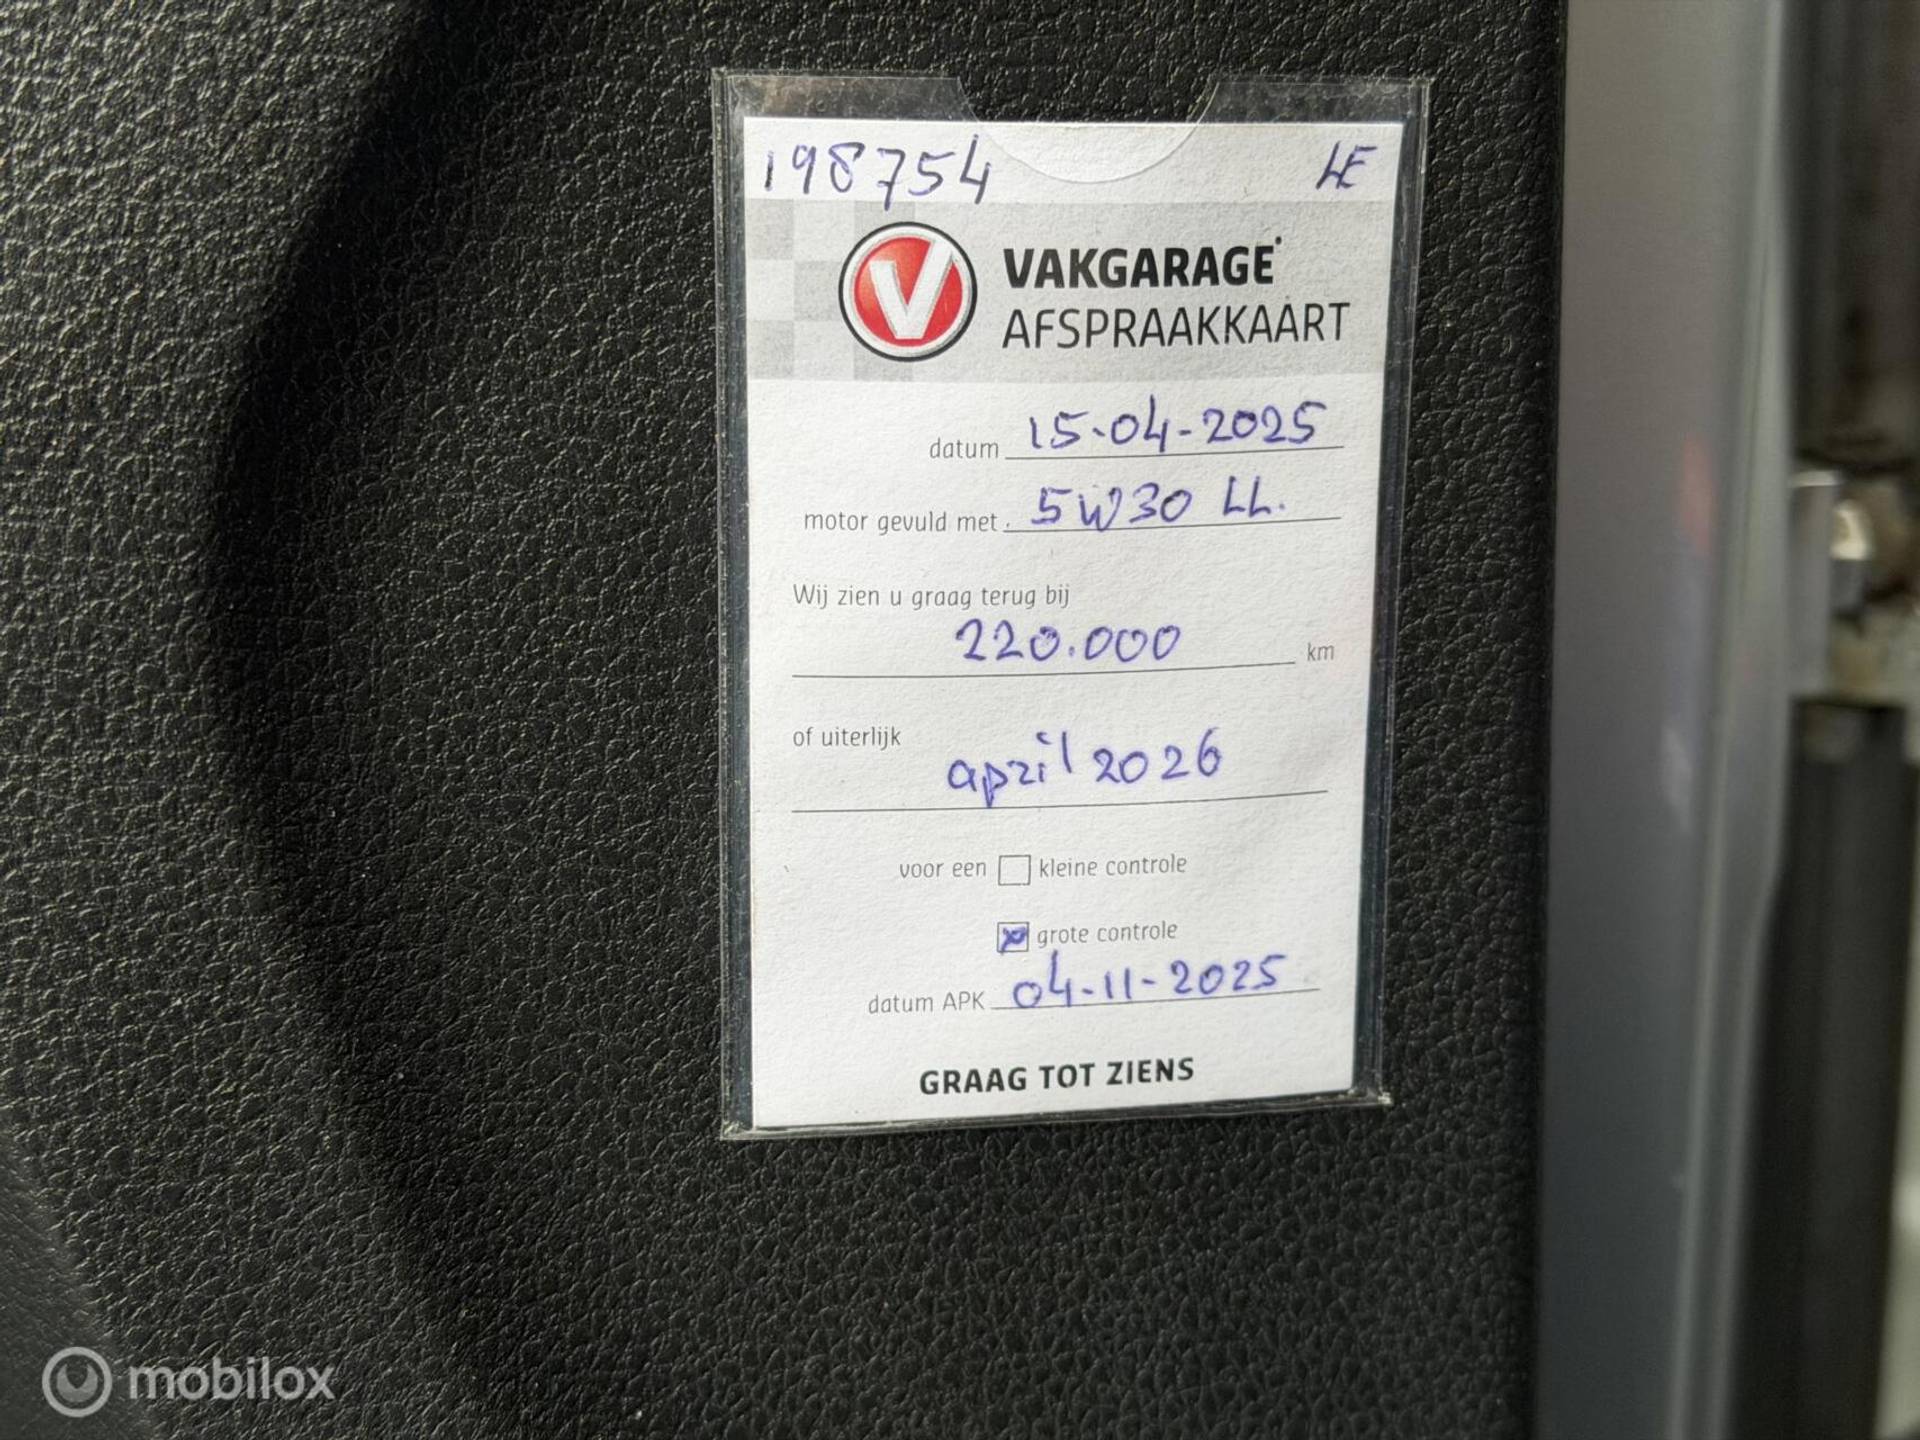 198754 LE
V
VAKGARAGE
AFSPRAAKKAART
datum 15-04-2025
motor gevuld met. 5W30 LL.
Wij zien u graag terug bij
220.000 km
of uiterlijk
april 2026
voor een kleine controle
grote controle
datum APK 04-11-2025
GRAAG TOT ZIENS
mobilox